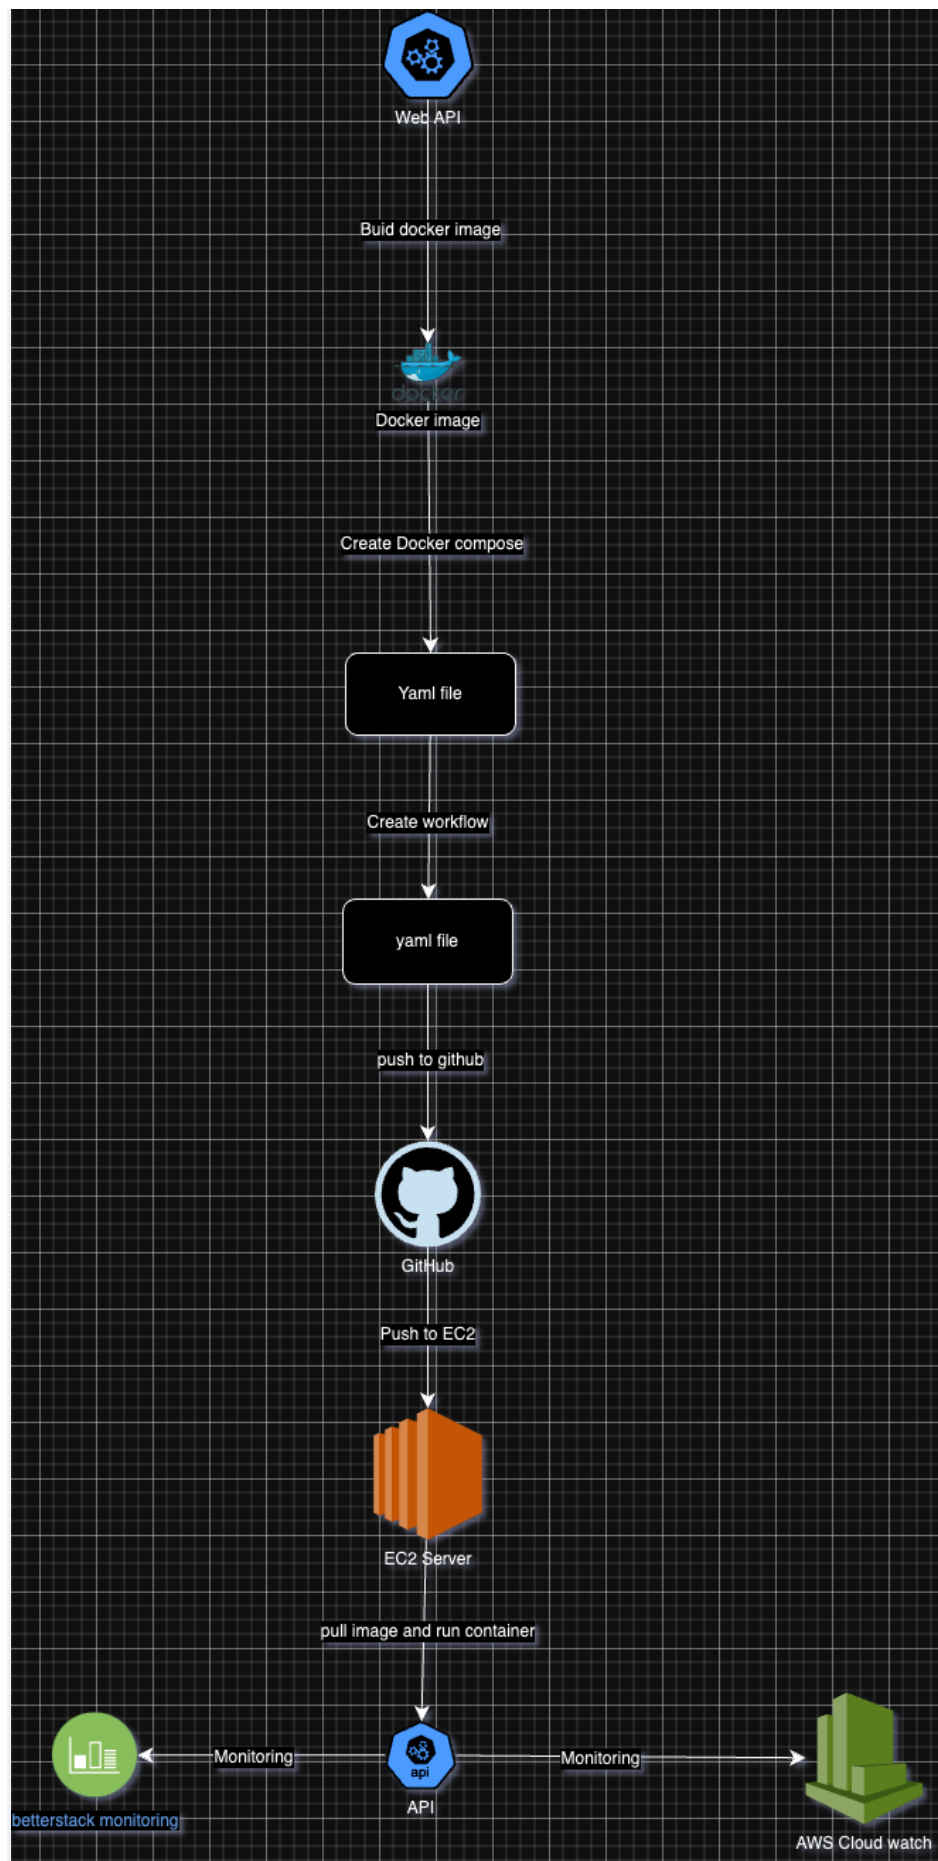 Web API
Buid docker image
docker
Docker image
Create Docker compose
Yaml file
Create workflow
yaml file
push to github
GitHub
Push to EC2
EC2 Server
pull image and run container
Monitoring
api
Monitoring
API
betterstack monitoring
AWS Cloud watch